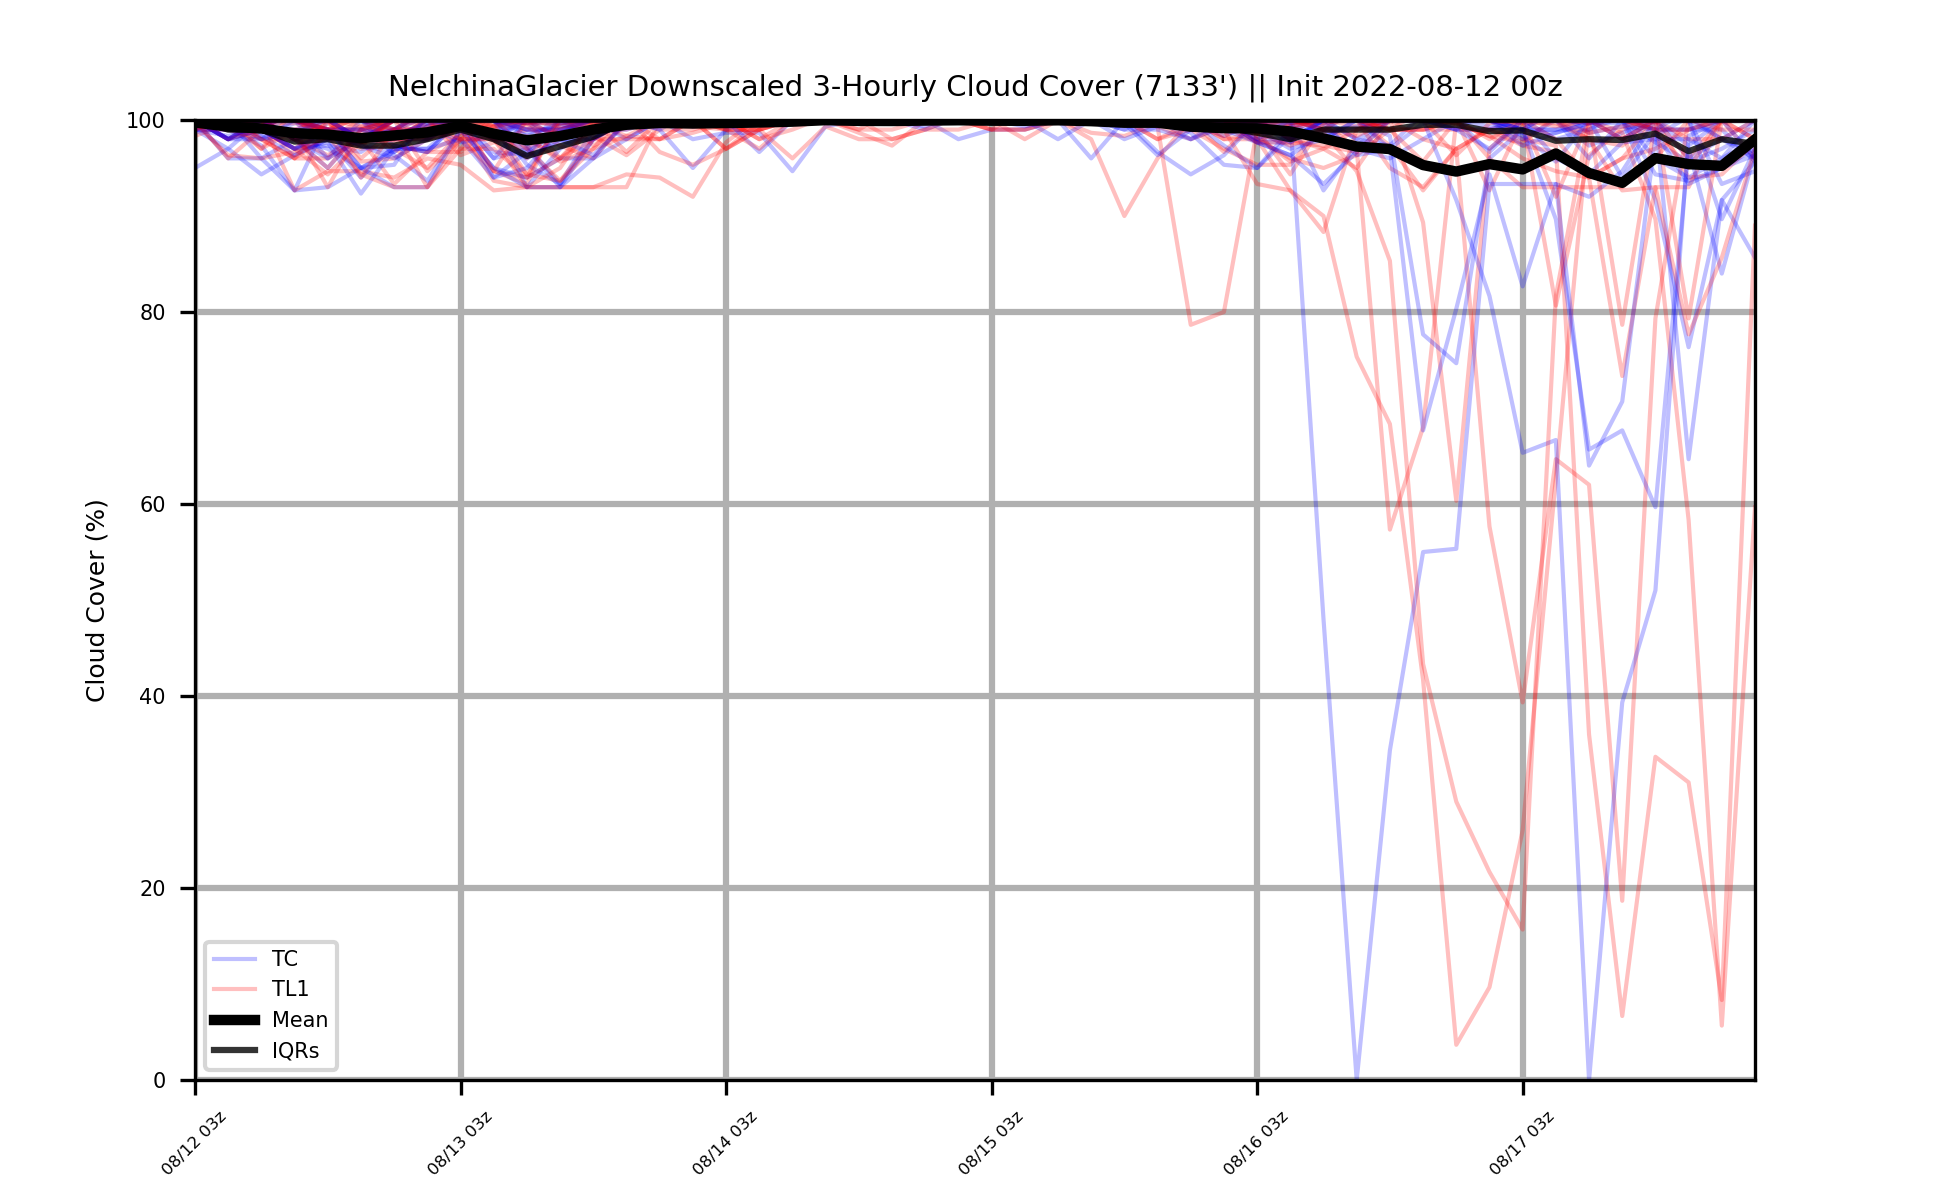 NelchinaGlacier Downscaled 3-Hourly Cloud Cover (7133') || Init 2022-08-12 00z
Cloud Cover (%)
100
80
60
40
20
0
TC
TL1
Mean
IQRs
08/12 03z
08/13 03z
08/14 03z
08/15 03z
08/16 03z
08/17 03z